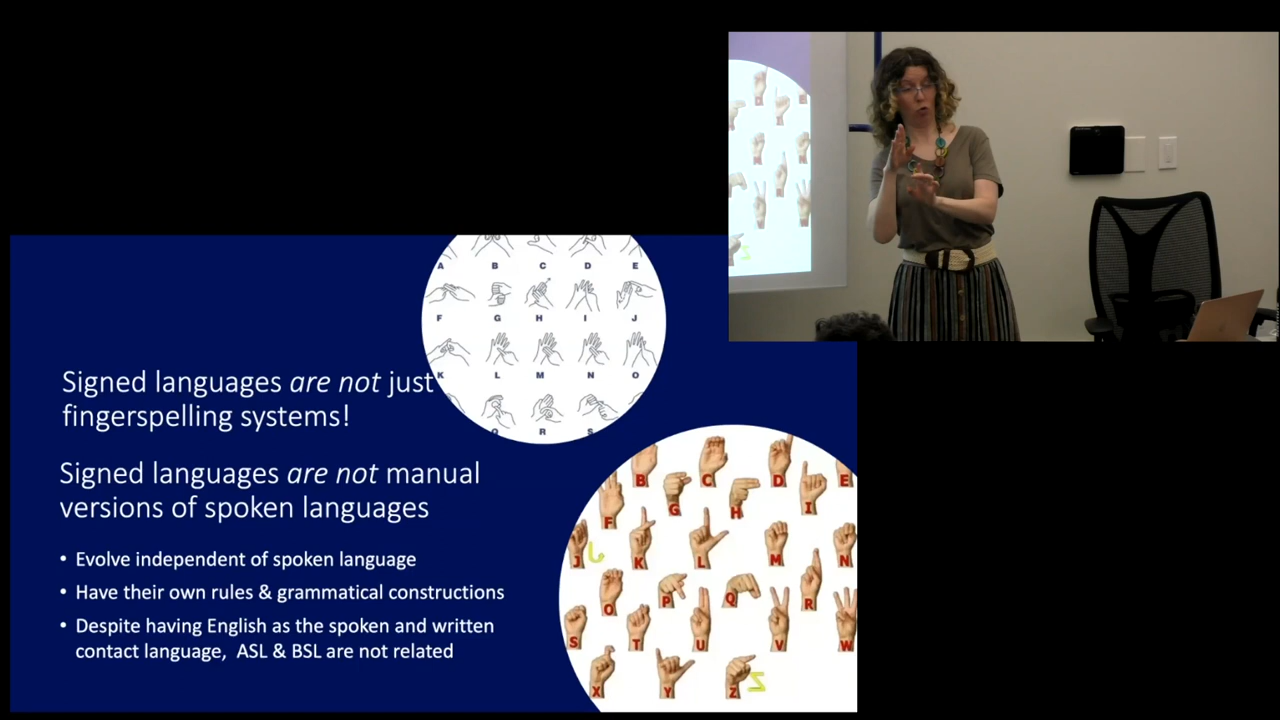 A B C D E
F G H I J
K L M N O
Q R S
Signed languages are not just
fingerspelling systems!
Signed languages are not manual
versions of spoken languages
• Evolve independent of spoken language
• Have their own rules & grammatical constructions
• Despite having English as the spoken and written
contact language, ASL & BSL are not related
B C D E
F G H I
J K L M N
O P Q R
S T U V W
X Y Z